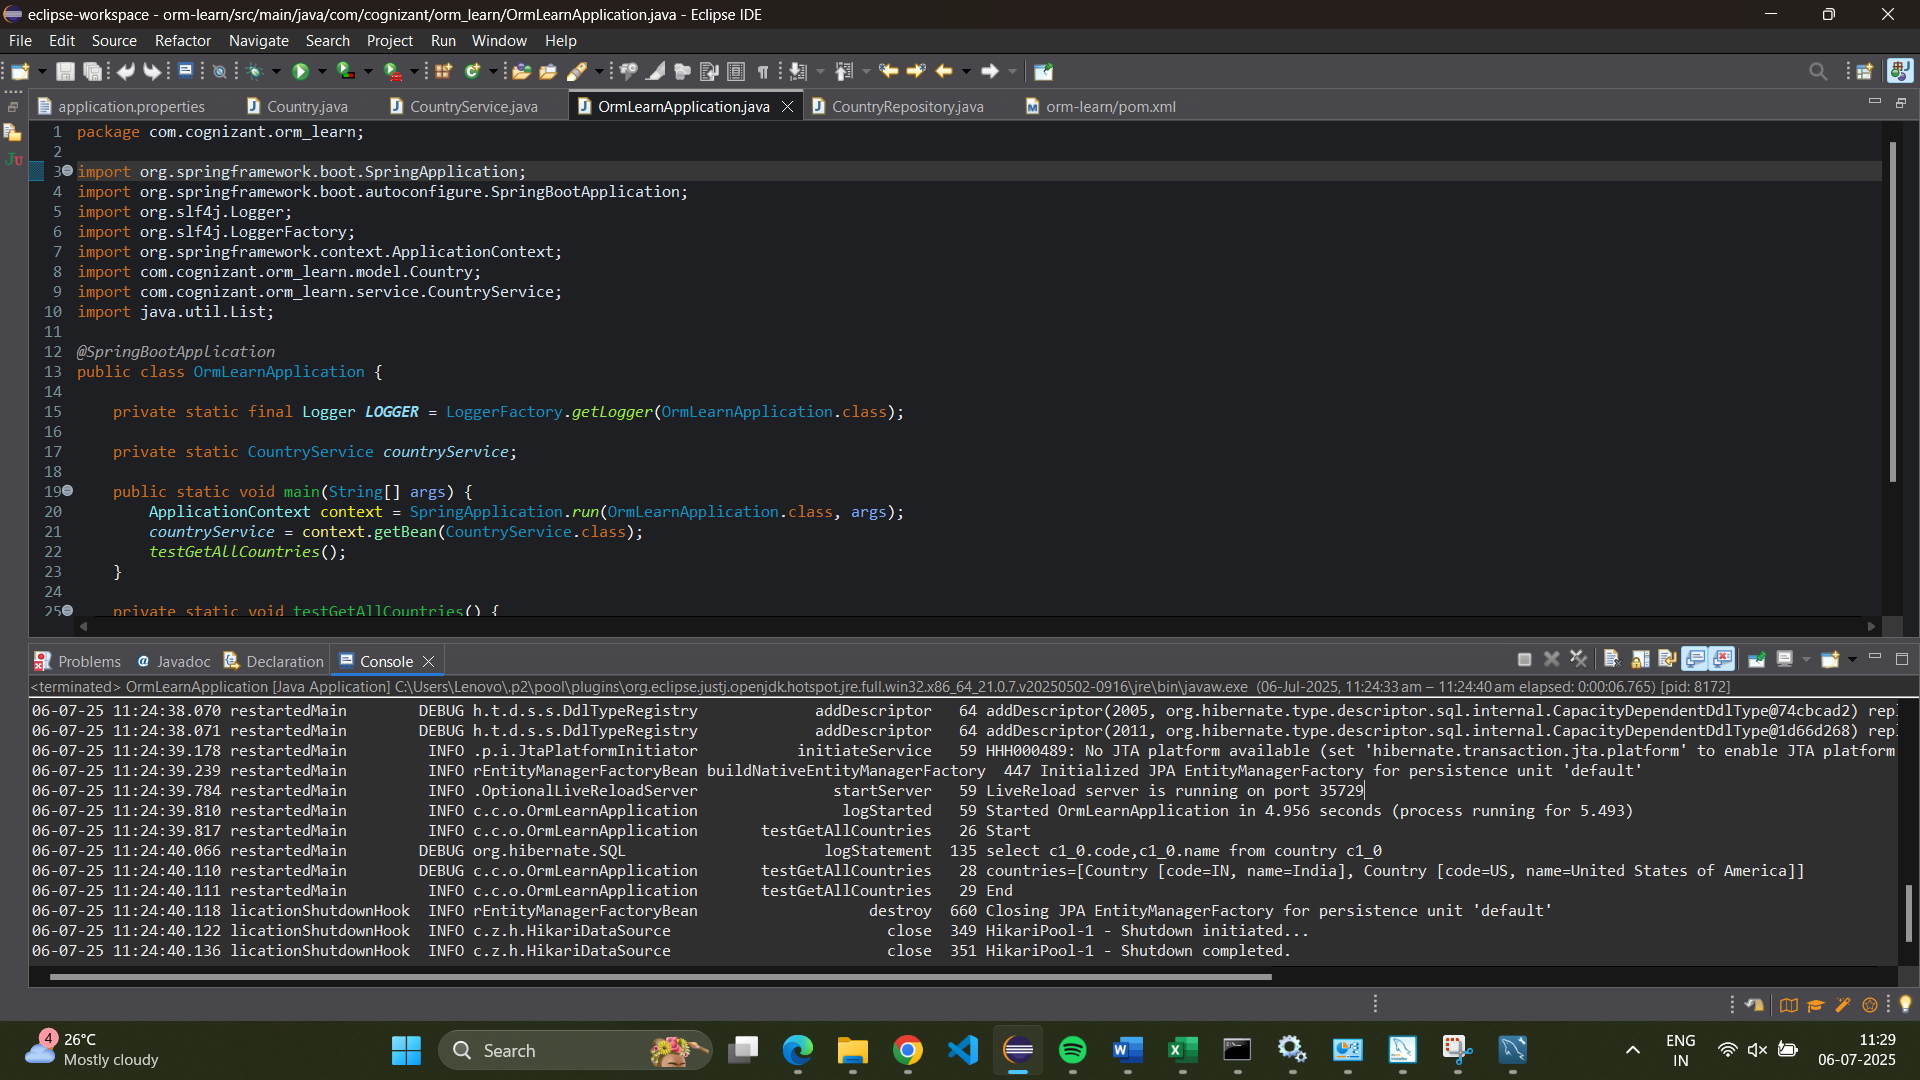 eclipse-workspace - orm-learn/src/main/java/com/cognizant/orm_learn/OrmLearnApplication.java - Eclipse IDE
File Edit Source Refactor Navigate Search Project Run Window Help
application.properties Country.java CountryService.java OrmLearnApplication.java CountryRepository.java orm-learn/pom.xml
1 package com.cognizant.orm_learn;
2
3 import org.springframework.boot.SpringApplication;
4 import org.springframework.boot.autoconfigure.SpringBootApplication;
5 import org.slf4j.Logger;
6 import org.slf4j.LoggerFactory;
7 import org.springframework.context.ApplicationContext;
8 import com.cognizant.orm_learn.model.Country;
9 import com.cognizant.orm_learn.service.CountryService;
10 import java.util.List;
11
12 @SpringBootApplication
13 public class OrmLearnApplication {
14
15 private static final Logger LOGGER = LoggerFactory.getLogger(OrmLearnApplication.class);
16
17 private static CountryService countryService;
18
19 public static void main(String[] args) {
20 ApplicationContext context = SpringApplication.run(OrmLearnApplication.class, args);
21 countryService = context.getBean(CountryService.class);
22 testGetAllCountries();
23 }
24
25 private static void testGetAllCountries() {
Problems Javadoc Declaration Console
<terminated> OrmLearnApplication [Java Application] C:\Users\Lenovo\.p2\pool\plugins\org.eclipse.justj.openjdk.hotspot.jre.full.win32.x86_64_21.0.7.v20250502-0916\jre\bin\javaw.exe (06-Jul-2025, 11:24:33 am – 11:24:40 am elapsed: 0:00:06.765) [pid: 8172]
06-07-25 11:24:38.070 restartedMain DEBUG h.t.d.s.s.DdlTypeRegistry addDescriptor 64 addDescriptor(2005, org.hibernate.type.descriptor.sql.internal.CapacityDependentDdlType@74cbcad2) repl
06-07-25 11:24:38.071 restartedMain DEBUG h.t.d.s.s.DdlTypeRegistry addDescriptor 64 addDescriptor(2011, org.hibernate.type.descriptor.sql.internal.CapacityDependentDdlType@1d66d268) repl
06-07-25 11:24:39.178 restartedMain INFO .p.i.JtaPlatformInitiator initiateService 59 HHH000489: No JTA platform available (set 'hibernate.transaction.jta.platform' to enable JTA platform
06-07-25 11:24:39.239 restartedMain INFO rEntityManagerFactoryBean buildNativeEntityManagerFactory 447 Initialized JPA EntityManagerFactory for persistence unit 'default'
06-07-25 11:24:39.784 restartedMain INFO .OptionalLiveReloadServer startServer 59 LiveReload server is running on port 35729
06-07-25 11:24:39.810 restartedMain INFO c.c.o.OrmLearnApplication logStarted 59 Started OrmLearnApplication in 4.956 seconds (process running for 5.493)
06-07-25 11:24:39.817 restartedMain INFO c.c.o.OrmLearnApplication testGetAllCountries 26 Start
06-07-25 11:24:40.066 restartedMain DEBUG org.hibernate.SQL logStatement 135 select c1_0.code,c1_0.name from country c1_0
06-07-25 11:24:40.110 restartedMain DEBUG c.c.o.OrmLearnApplication testGetAllCountries 28 countries=[Country [code=IN, name=India], Country [code=US, name=United States of America]]
06-07-25 11:24:40.111 restartedMain INFO c.c.o.OrmLearnApplication testGetAllCountries 29 End
06-07-25 11:24:40.118 licationShutdownHook INFO rEntityManagerFactoryBean destroy 660 Closing JPA EntityManagerFactory for persistence unit 'default'
06-07-25 11:24:40.122 licationShutdownHook INFO c.z.h.HikariDataSource close 349 HikariPool-1 - Shutdown initiated...
06-07-25 11:24:40.136 licationShutdownHook INFO c.z.h.HikariDataSource close 351 HikariPool-1 - Shutdown completed.
4
26°C
Mostly cloudy
Search
ENG
IN
11:29
06-07-2025